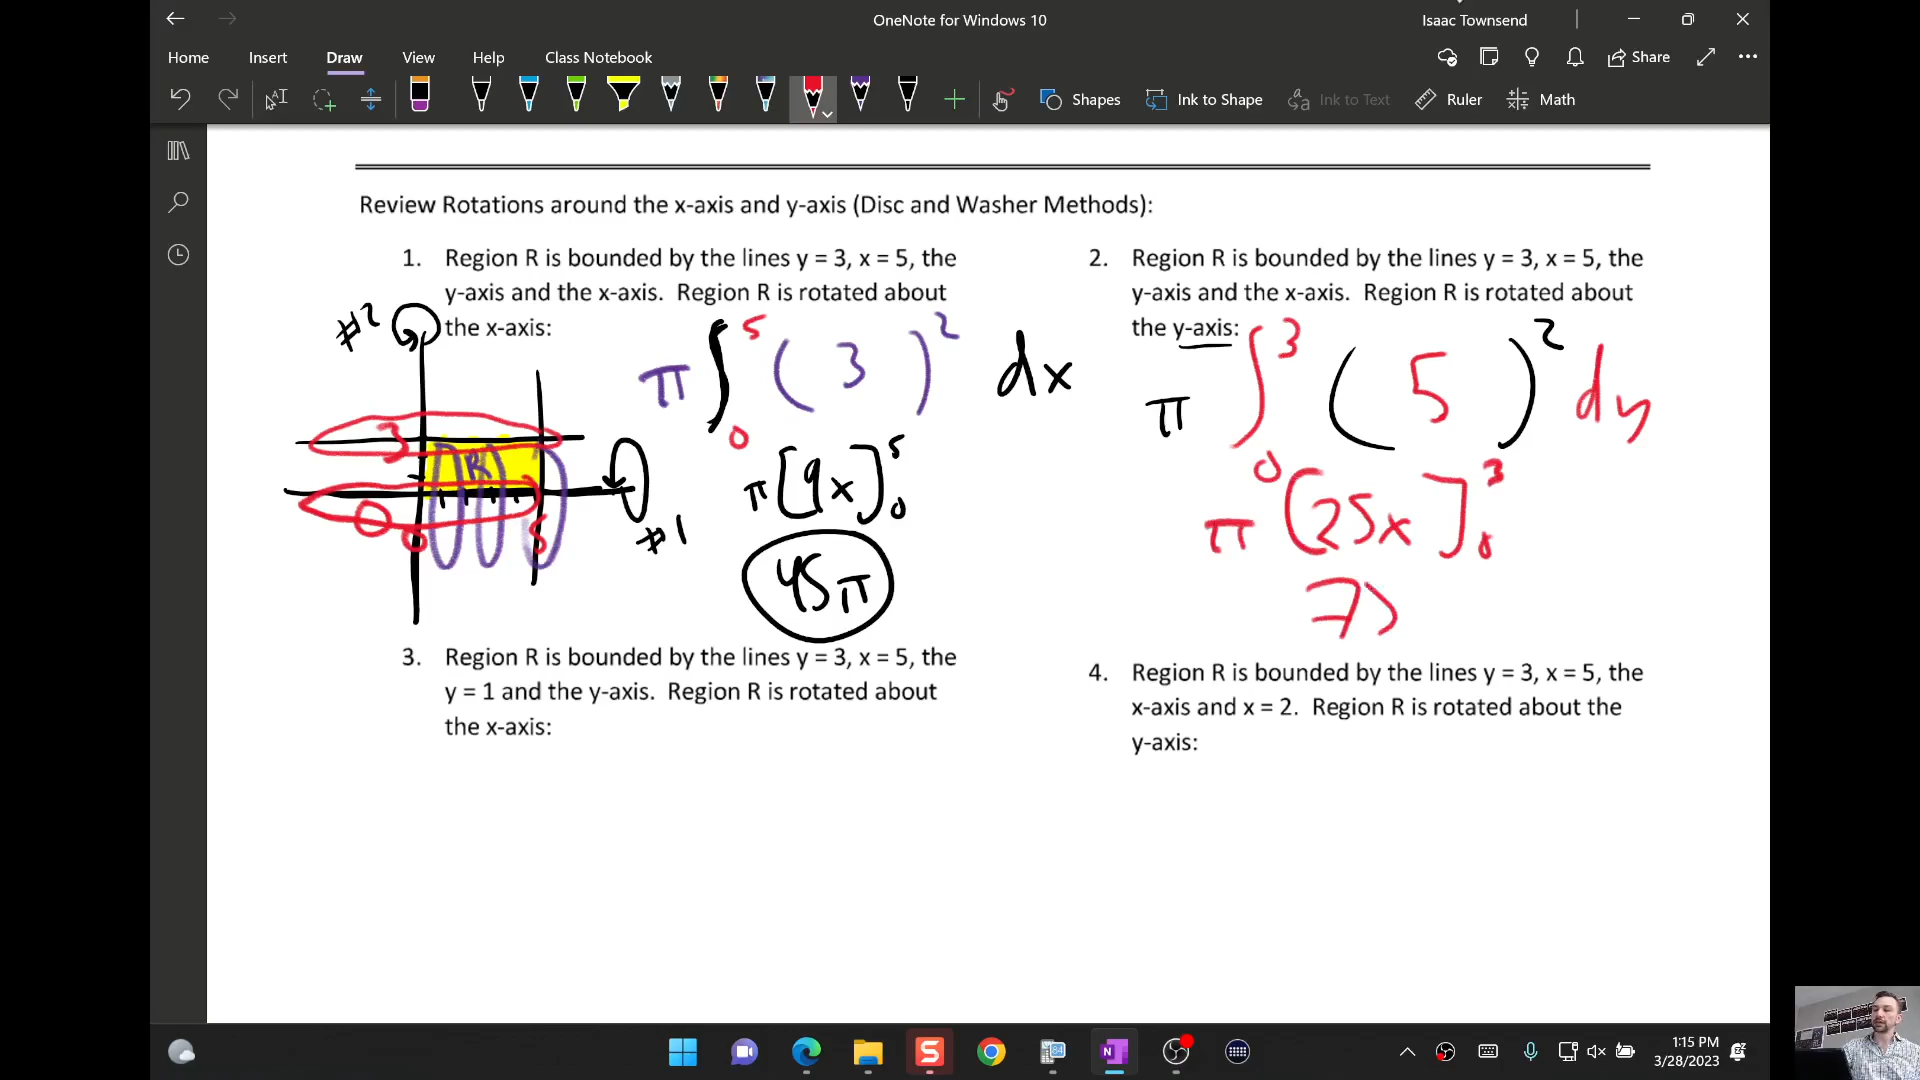 OneNote for Windows 10
Isaac Townsend
Home Insert Draw View Help Class Notebook
Share
Shapes Ink to Shape Ink to Text Ruler Math
Review Rotations around the x-axis and y-axis (Disc and Washer Methods):
1. Region R is bounded by the lines y = 3, x = 5, the
y-axis and the x-axis. Region R is rotated about
the x-axis:
#2
π ∫ 5 0 (3)² dx
3
R
0
0 5
#1
π[9x] 5 0
45π
2. Region R is bounded by the lines y = 3, x = 5, the
y-axis and the x-axis. Region R is rotated about
the y-axis:
π ∫ 3 0 (5)² dy
π[25x] 3 0
75
3. Region R is bounded by the lines y = 3, x = 5, the
y = 1 and the y-axis. Region R is rotated about
the x-axis:
4. Region R is bounded by the lines y = 3, x = 5, the
x-axis and x = 2. Region R is rotated about the
y-axis:
1:15 PM
3/28/2023